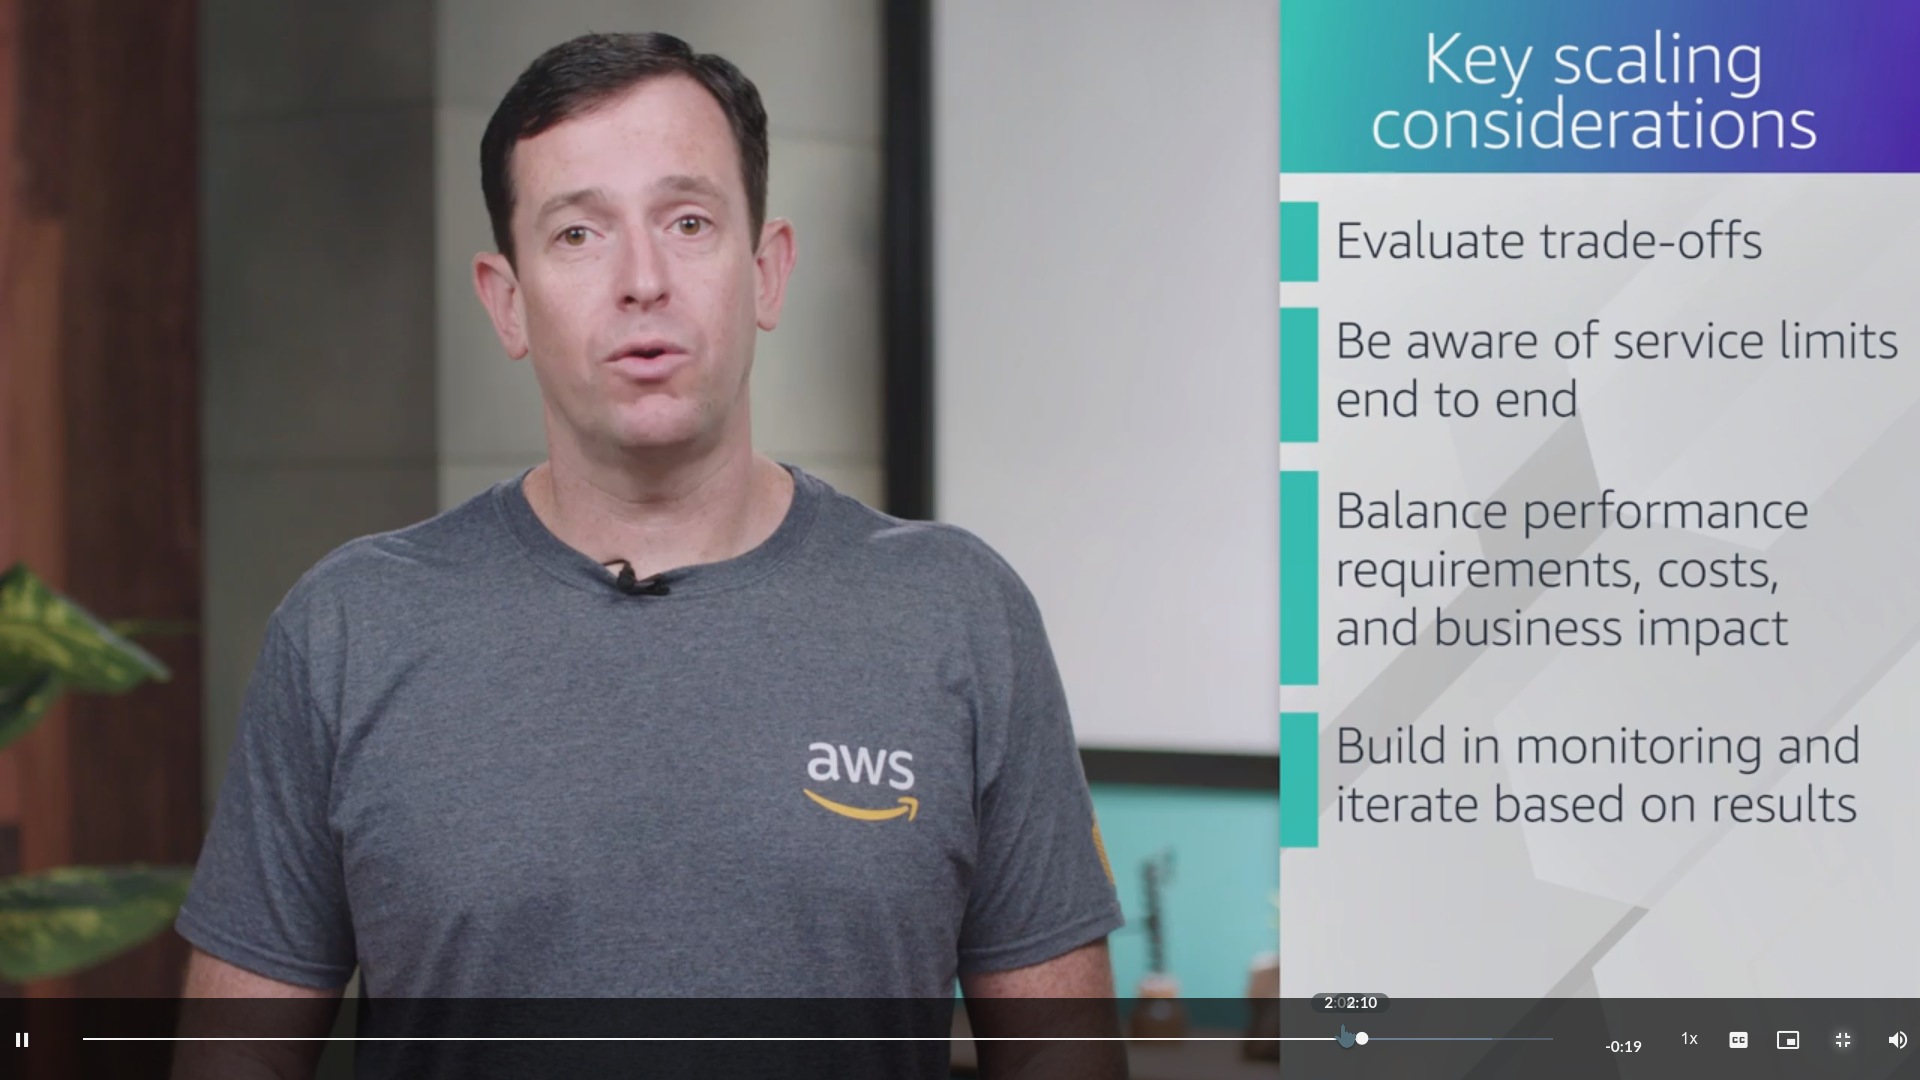 Key scaling
considerations
Evaluate trade-offs
Be aware of service limits
end to end
Balance performance
requirements, costs,
and business impact
Build in monitoring and
iterate based on results
aws
2:10
-0:19
1x
CC